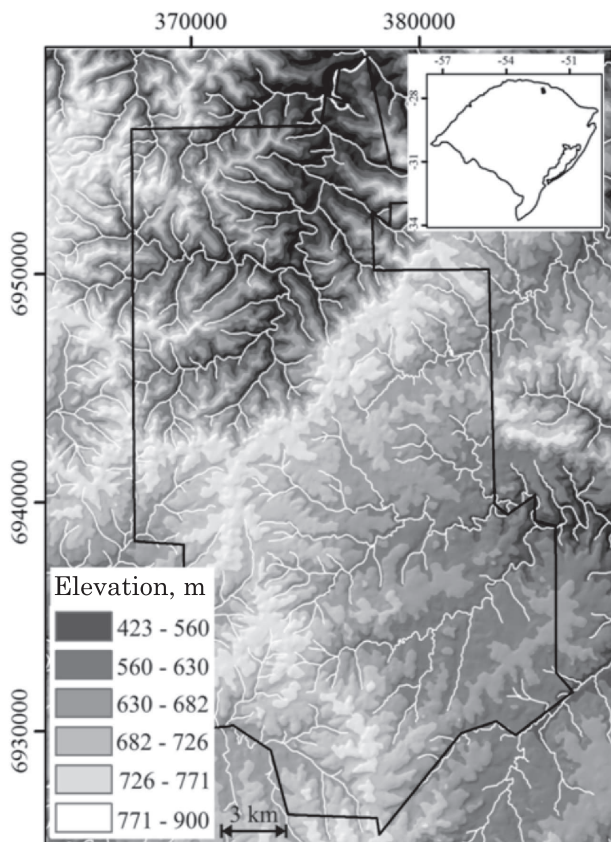 370000 380000
-57 -54 -51
-28
-31
-34
6950000
6940000
6930000
Elevation, m
423 - 560
560 - 630
630 - 682
682 - 726
726 - 771
771 - 900
3 km